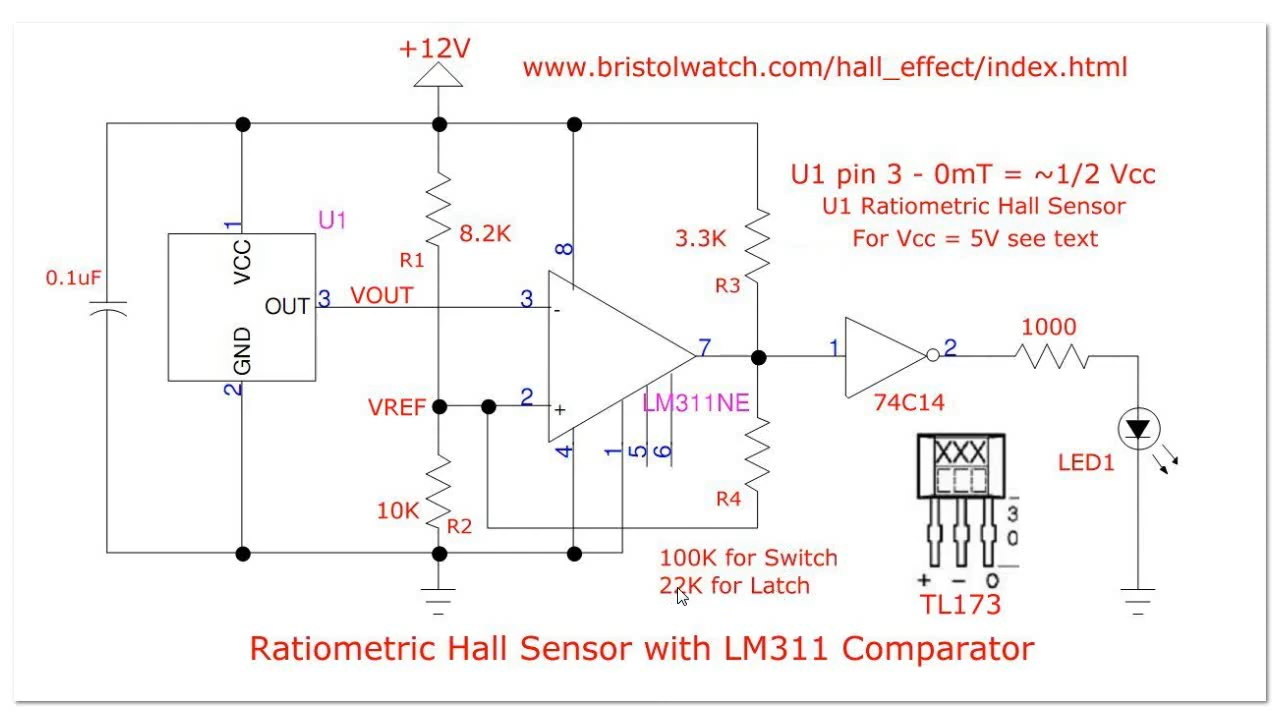 +12V
www.bristolwatch.com/hall_effect/index.html
U1 pin 3 - 0mT = ~1/2 Vcc
U1 Ratiometric Hall Sensor
For Vcc = 5V see text
1
U1
VCC
8.2K
R1
8
3.3K
R3
0.1uF
OUT
3
VOUT
3
-
GND
2
7
1
2
1000
74C14
VREF
2
+
LM311NE
4
1
5
6
LED1
XXX
10K
R2
R4
3
0
100K for Switch
22K for Latch
+ - O
TL173
Ratiometric Hall Sensor with LM311 Comparator